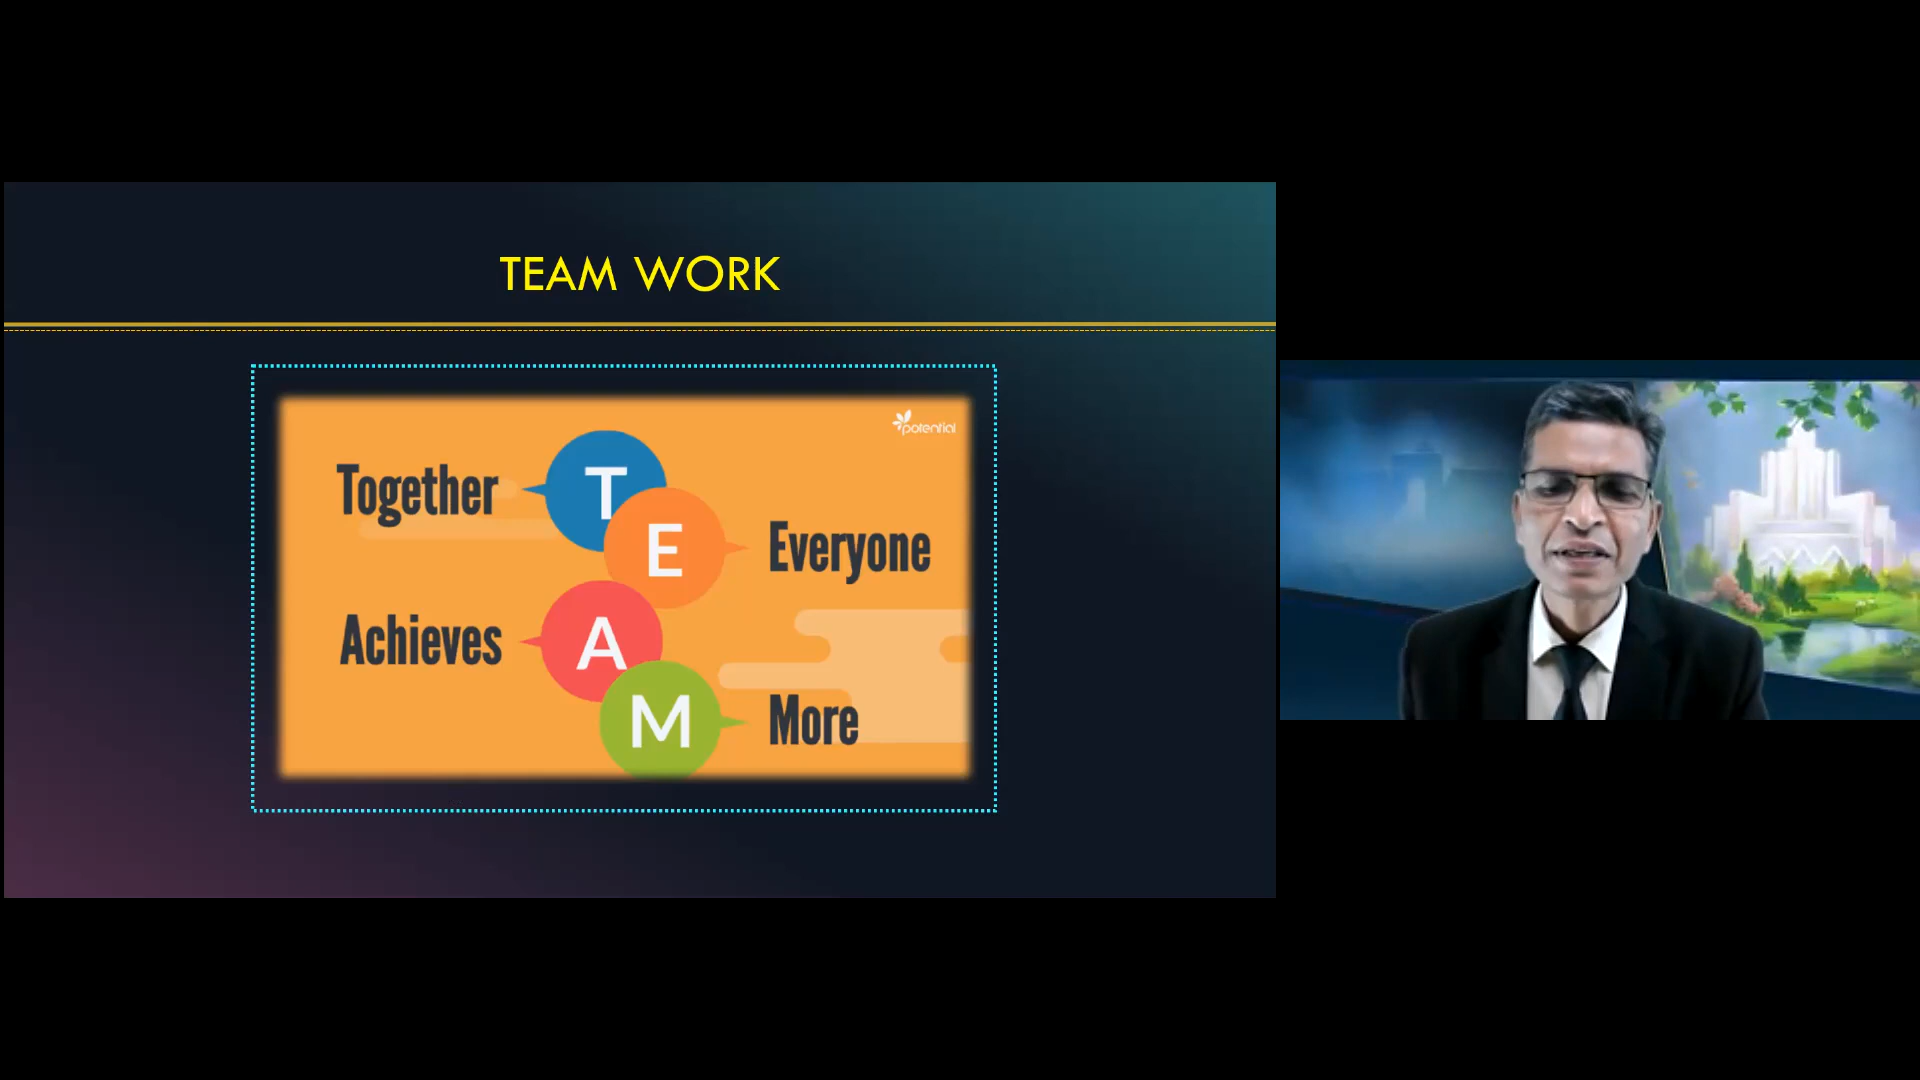 TEAM WORK
potential
Together
T
E
Everyone
Achieves
A
M
More